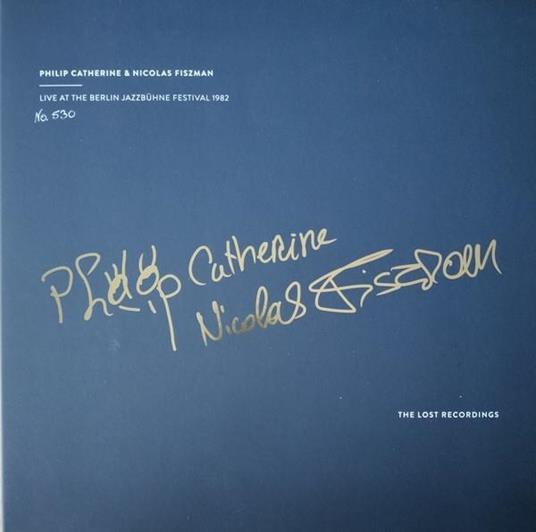 PHILIP CATHERINE & NICOLAS FISZMAN
LIVE AT THE BERLIN JAZZBÜHNE FESTIVAL 1982
No. 530
Philip Catherine
Nicolas Fiszman
THE LOST RECORDINGS